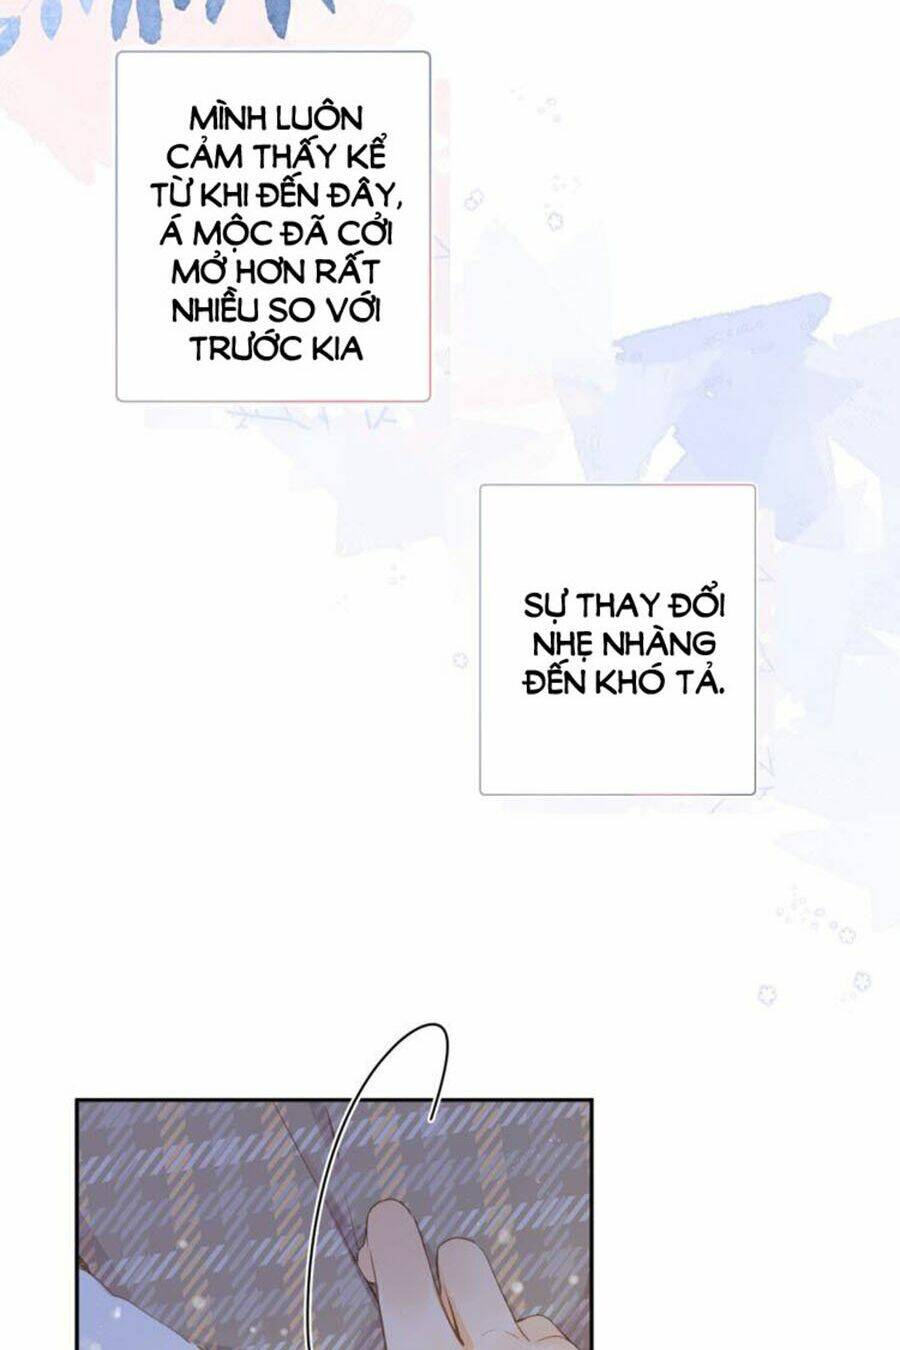 MÌNH LUÔN
CẢM THẤY KỂ
TỪ KHI ĐẾN ĐÂY,
Á MỘC ĐÃ CỞI
MỞ HƠN RẤT
NHIỀU SO VỚI
TRƯỚC KIA
SỰ THAY ĐỔI
NHẸ NHÀNG
ĐẾN KHÓ TẢ.